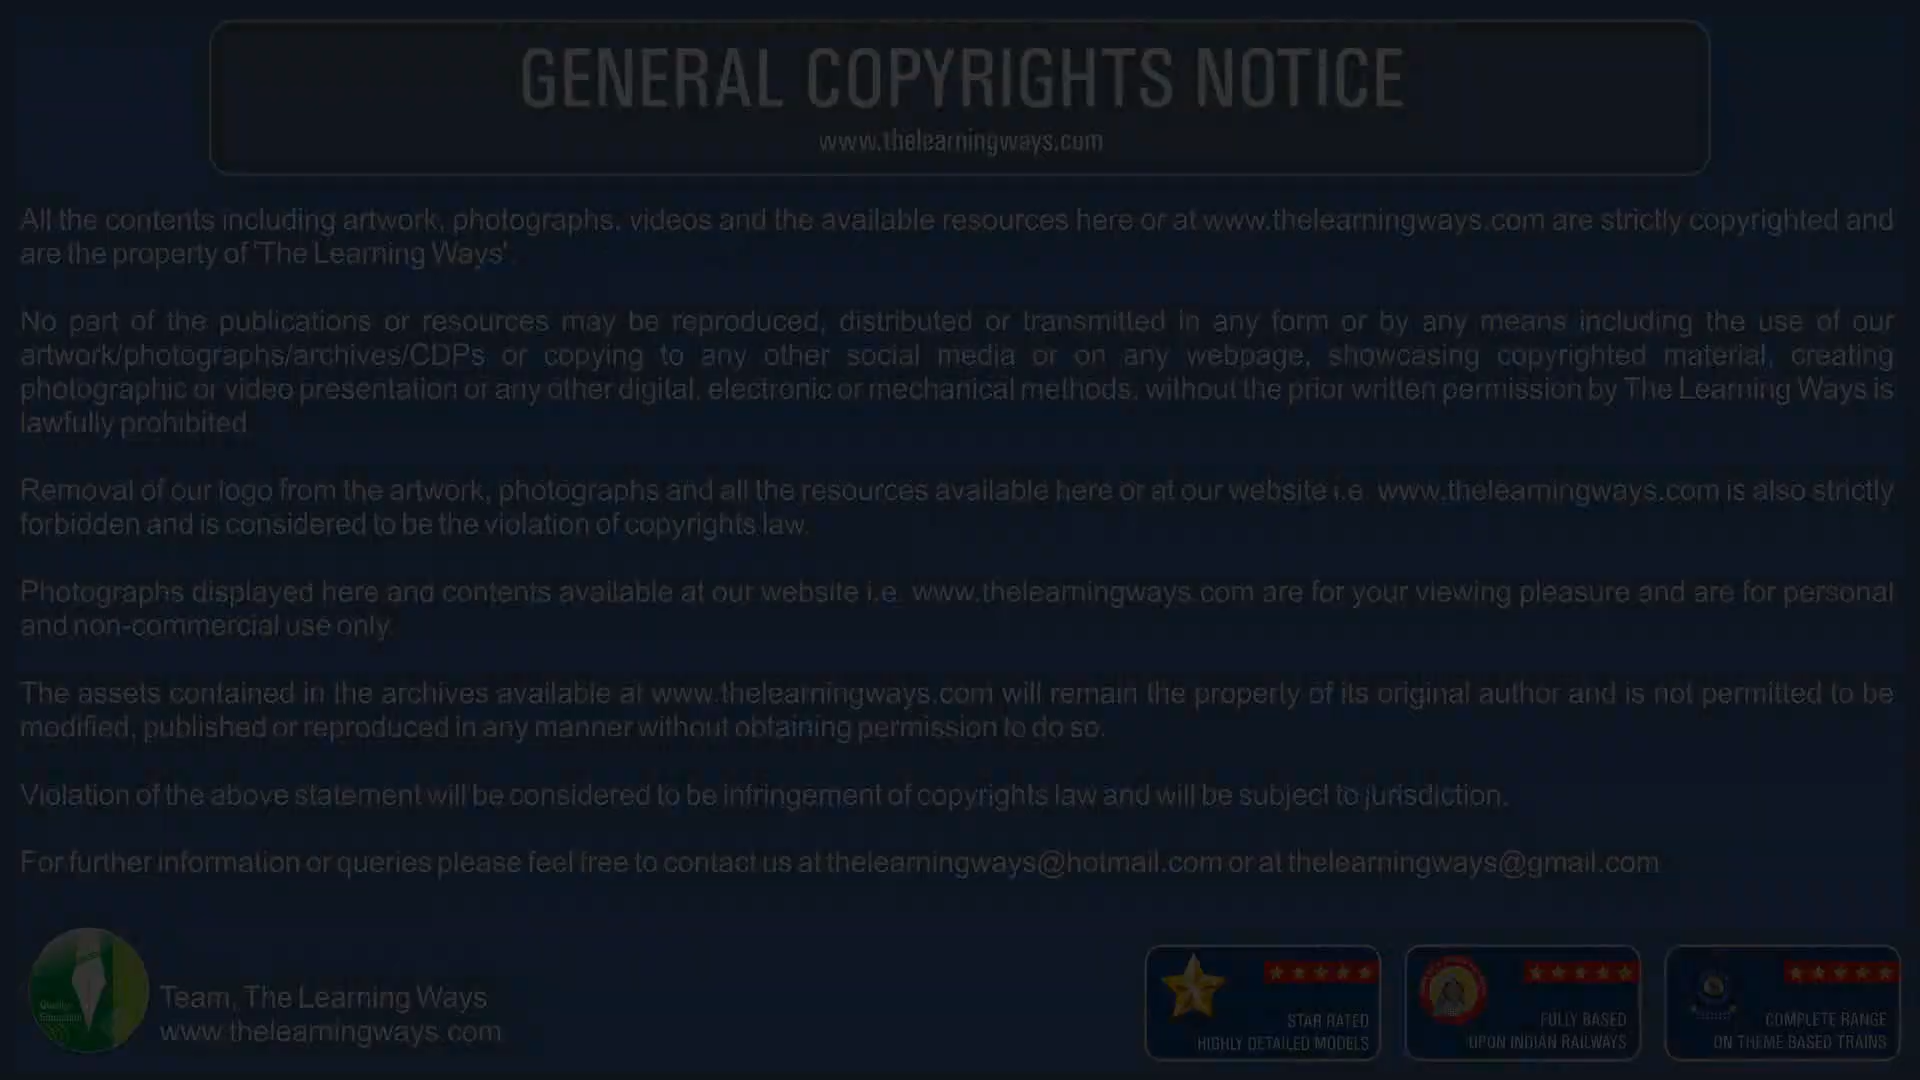 GENERAL COPYRIGHTS NOTICE
www.thelearningways.com
All the contents including artwork, photographs, videos and the available resources here or at www.thelearningways.com are strictly copyrighted and
are the property of 'The Learning Ways'.
No part of the publications or resources may be reproduced, distributed or transmitted in any form or by any means including the use of our
artwork/photographs/archives/CDPs or copying to any other social media or on any webpage, showcasing copyrighted material, creating
photographic or video presentation or any other digital, electronic or mechanical methods, without the prior written permission by The Learning Ways is
lawfully prohibited.
Removal of our logo from the artwork, photographs and all the resources available here or at our website i.e. www.thelearningways.com is also strictly
forbidden and is considered to be the violation of copyrights law.
Photographs displayed here and contents available at our website i.e. www.thelearningways.com are for your viewing pleasure and are for personal
and non-commercial use only.
The assets contained in the archives available at www.thelearningways.com will remain the property of its original author and is not permitted to be
modified, published or reproduced in any manner without obtaining permission to do so.
Violation of the above statement will be considered to be infringement of copyrights law and will be subject to jurisdiction.
For further information or queries please feel free to contact us at thelearningways@hotmail.com or at thelearningways@gmail.com
Quality
Education
Team, The Learning Ways
www.thelearningways.com
STAR RATED
HIGHLY DETAILED MODELS
FULLY BASED
UPON INDIAN RAILWAYS
COMPLETE RANGE
ON THEME BASED TRAINS